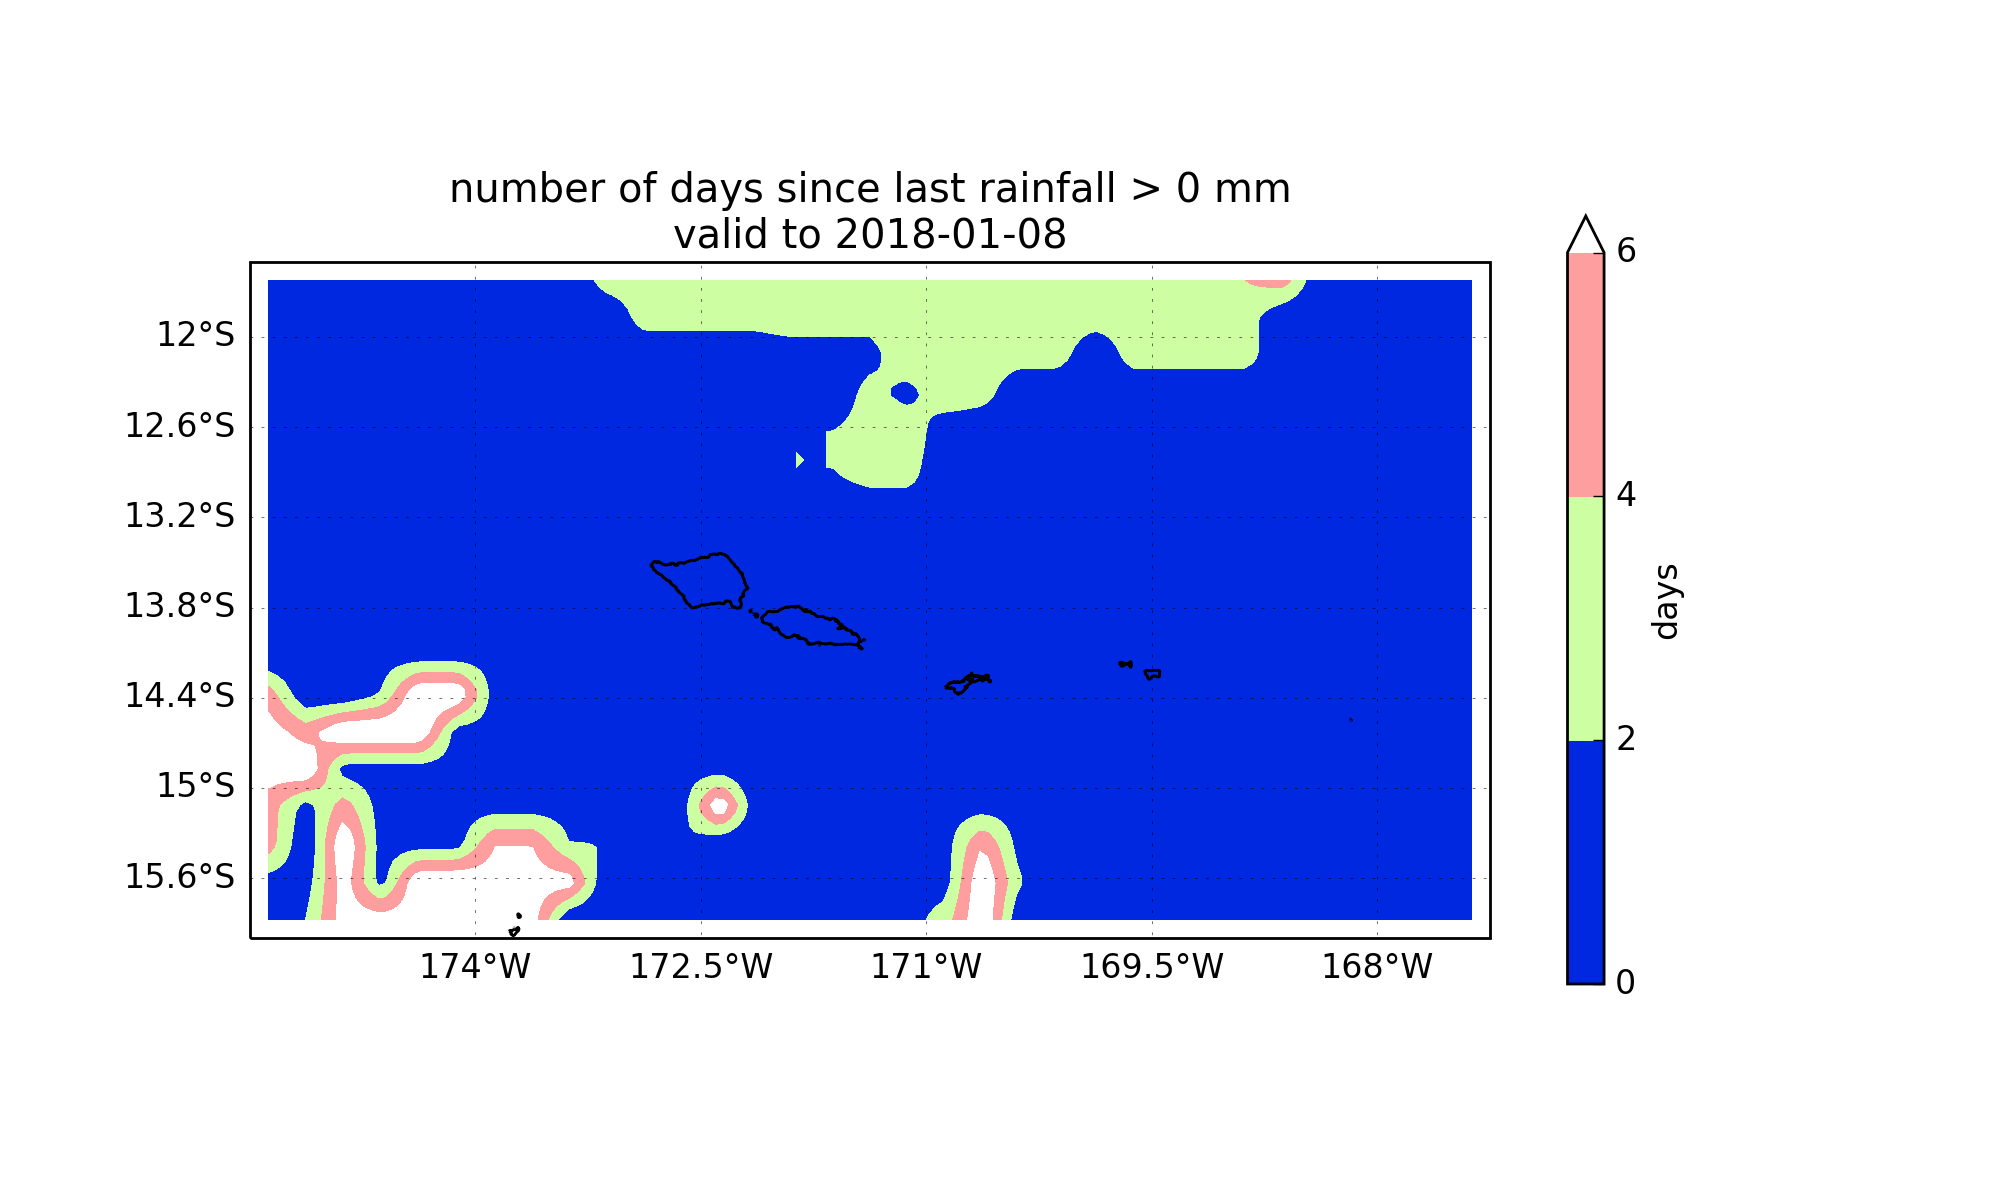 number of days since last rainfall > 0 mm
valid to 2018-01-08
12°S
12.6°S
13.2°S
13.8°S
14.4°S
15°S
15.6°S
174°W
172.5°W
171°W
169.5°W
168°W
6
4
2
0
days